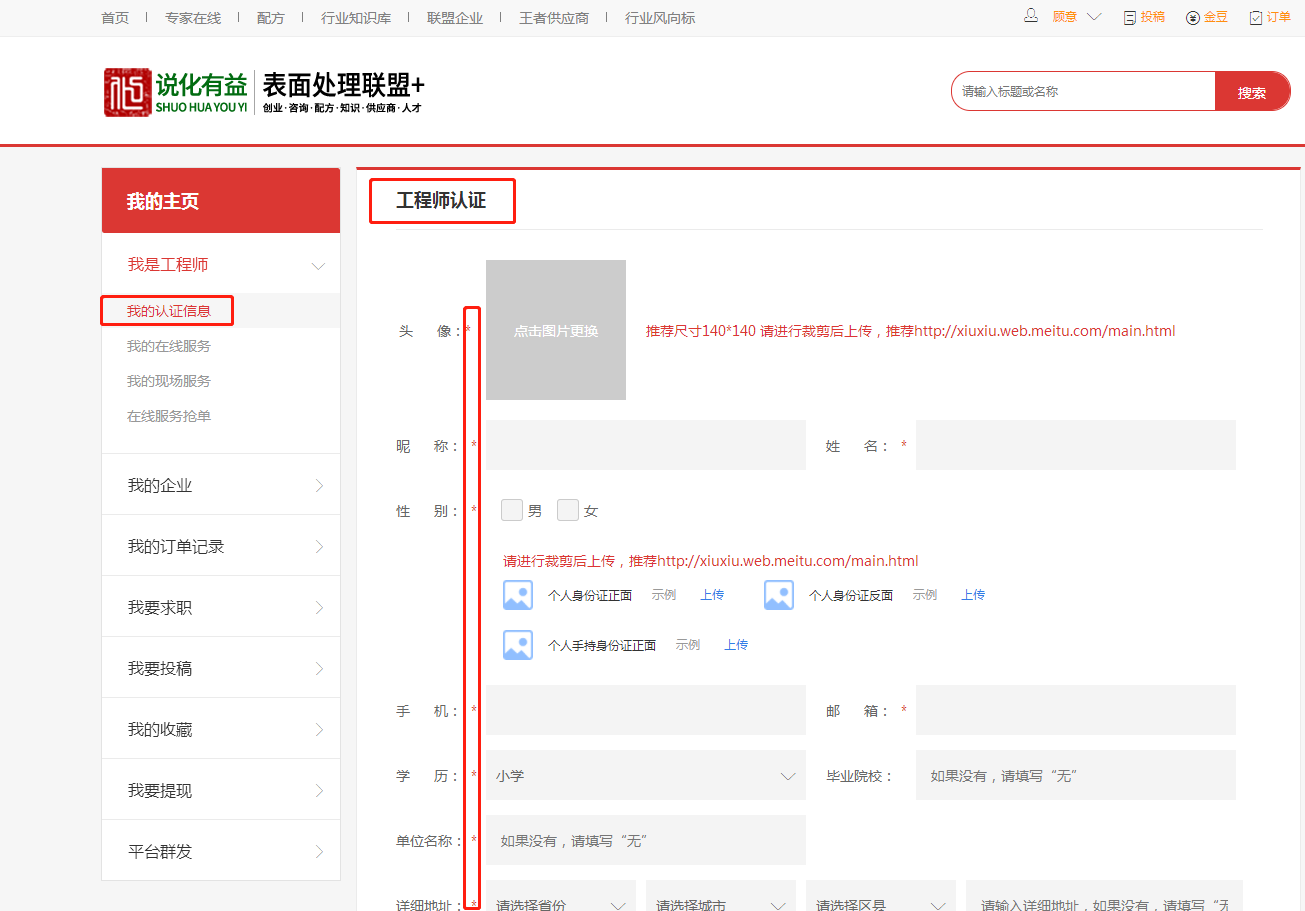 首页 专家在线 配方 行业知识库 联盟企业 王者供应商 行业风向标 顾意 投稿 金豆 订单
说化有益 表面处理联盟+
SHUO HUA YOU YI 创业·咨询·配方·知识·供应商·人才
请输入标题或名称 搜索
我的主页
我是工程师
我的认证信息
我的在线服务
我的现场服务
在线服务抢单
我的企业
我的订单记录
我要求职
我要投稿
我的收藏
我要提现
平台群发
工程师认证
头 像：* 点击图片更换 推荐尺寸140*140 请进行裁剪后上传，推荐http://xiuxiu.web.meitu.com/main.html
昵 称： * 姓 名： *
性 别： * 男 女
请进行裁剪后上传，推荐http://xiuxiu.web.meitu.com/main.html
个人身份证正面 示例 上传 个人身份证反面 示例 上传
个人手持身份证正面 示例 上传
手 机： * 邮 箱： *
学 历： * 小学 毕业院校： 如果没有，请填写“无”
单位名称： * 如果没有，请填写“无”
详细地址： * 请选择省份 请选择城市 请选择区县 请输入详细地址，如果没有，请填写“无